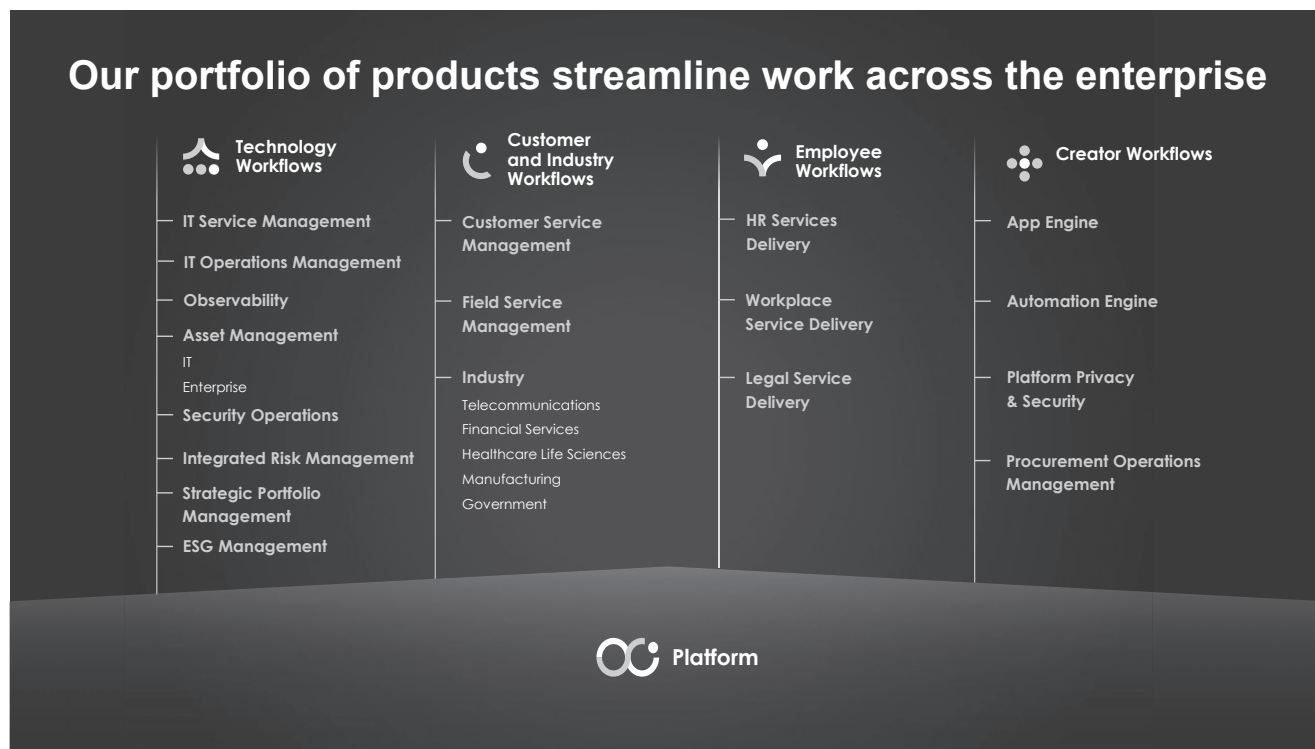 Our portfolio of products streamline work across the enterprise
Technology
Workflows
IT Service Management
IT Operations Management
Observability
Asset Management
IT
Enterprise
Security Operations
Integrated Risk Management
Strategic Portfolio
Management
ESG Management
Customer
and Industry
Workflows
Customer Service
Management
Field Service
Management
Industry
Telecommunications
Financial Services
Healthcare Life Sciences
Manufacturing
Government
Employee
Workflows
HR Services
Delivery
Workplace
Service Delivery
Legal Service
Delivery
Creator Workflows
App Engine
Automation Engine
Platform Privacy
& Security
Procurement Operations
Management
Platform